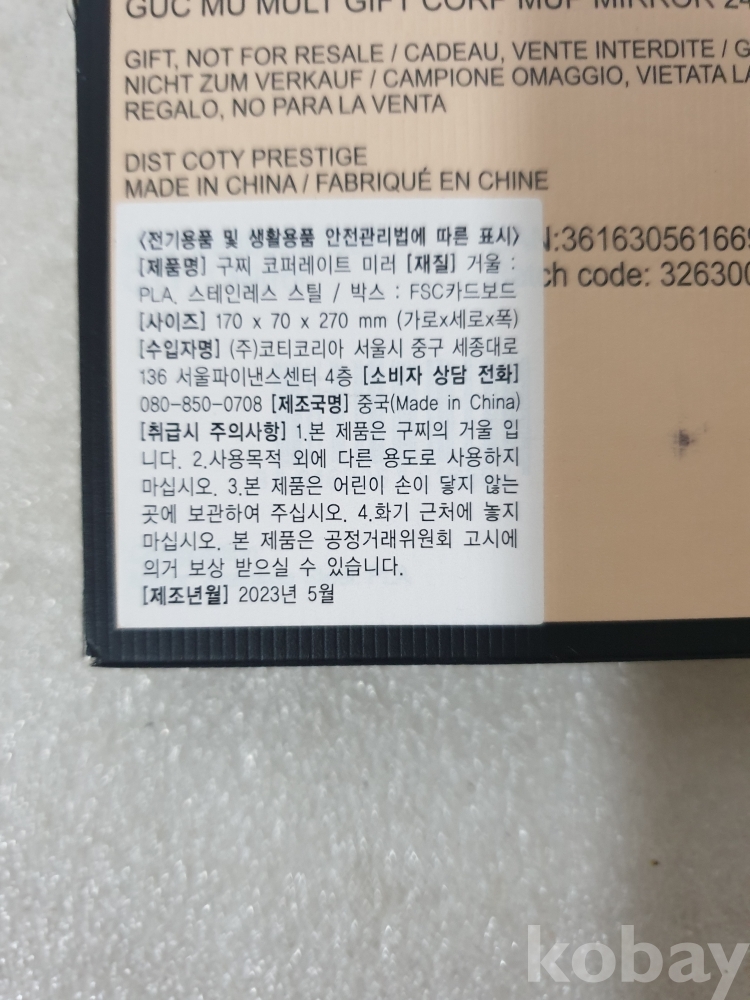 GUC MU MULT GIFT CORP MUP MIRROR 24
GIFT, NOT FOR RESALE / CADEAU, VENTE INTERDITE / G
NICHT ZUM VERKAUF / CAMPIONE OMAGGIO, VIETATA LA
REGALO, NO PARA LA VENTA
DIST COTY PRESTIGE
MADE IN CHINA / FABRIQUÉ EN CHINE
N:361630561669
ch code: 326300
<전기용품 및 생활용품 안전관리법에 따른 표시>
[제품명] 구찌 코퍼레이트 미러 [재질] 거울 :
PLA, 스테인레스 스틸 / 박스 : FSC카드보드
[사이즈] 170 x 70 x 270 mm (가로x세로x폭)
[수입자명] (주)코티코리아 서울시 중구 세종대로
136 서울파이낸스센터 4층 [소비자 상담 전화]
080-850-0708 [제조국명] 중국(Made in China)
[취급시 주의사항] 1.본 제품은 구찌의 거울 입
니다. 2.사용목적 외에 다른 용도로 사용하지
마십시오. 3.본 제품은 어린이 손이 닿지 않는
곳에 보관하여 주십시오. 4.화기 근처에 놓지
마십시오. 본 제품은 공정거래위원회 고시에
의거 보상 받으실 수 있습니다.
[제조년월] 2023년 5월
kobay